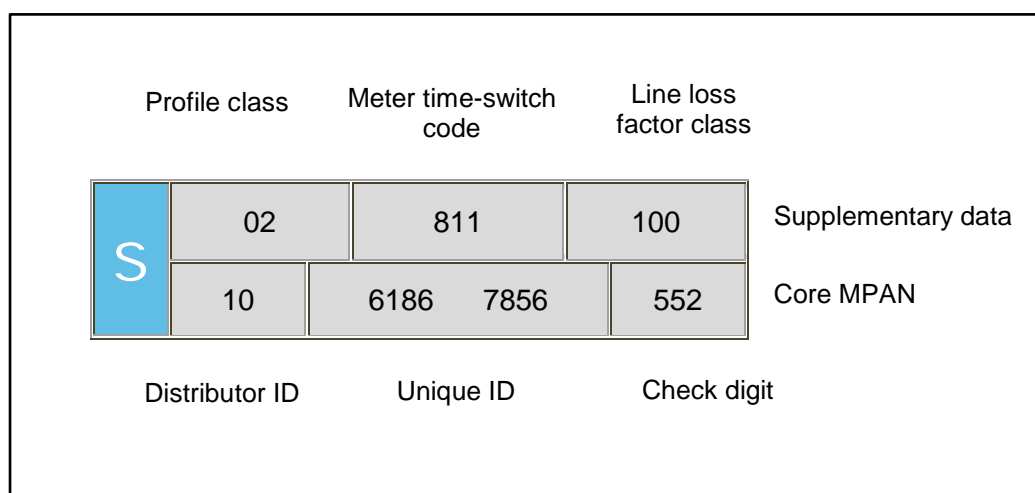 Profile class Meter time-switch code Line loss factor class
S 02 811 100 Supplementary data
10 6186 7856 552 Core MPAN
Distributor ID Unique ID Check digit